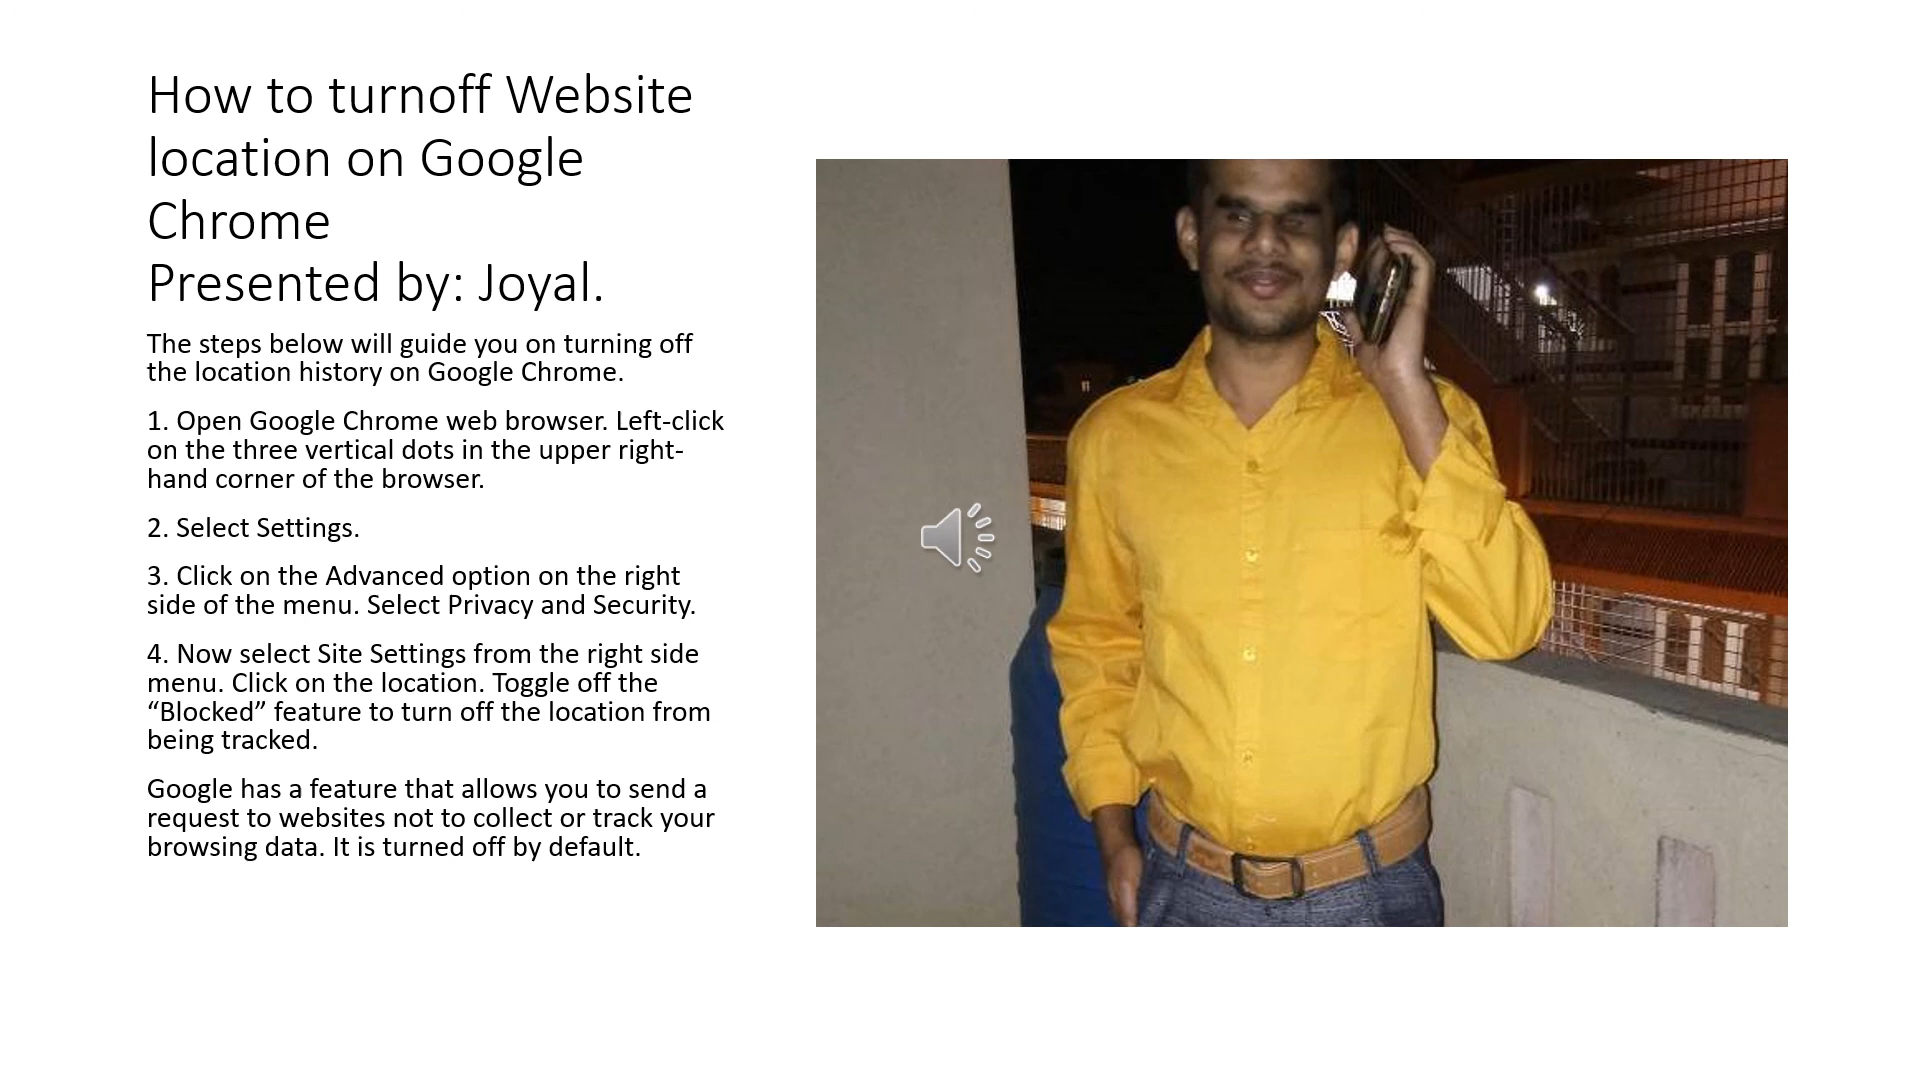 How to turnoff Website
location on Google
Chrome
Presented by: Joyal.
The steps below will guide you on turning off
the location history on Google Chrome.
1. Open Google Chrome web browser. Left-click
on the three vertical dots in the upper right-
hand corner of the browser.
2. Select Settings.
3. Click on the Advanced option on the right
side of the menu. Select Privacy and Security.
4. Now select Site Settings from the right side
menu. Click on the location. Toggle off the
“Blocked” feature to turn off the location from
being tracked.
Google has a feature that allows you to send a
request to websites not to collect or track your
browsing data. It is turned off by default.